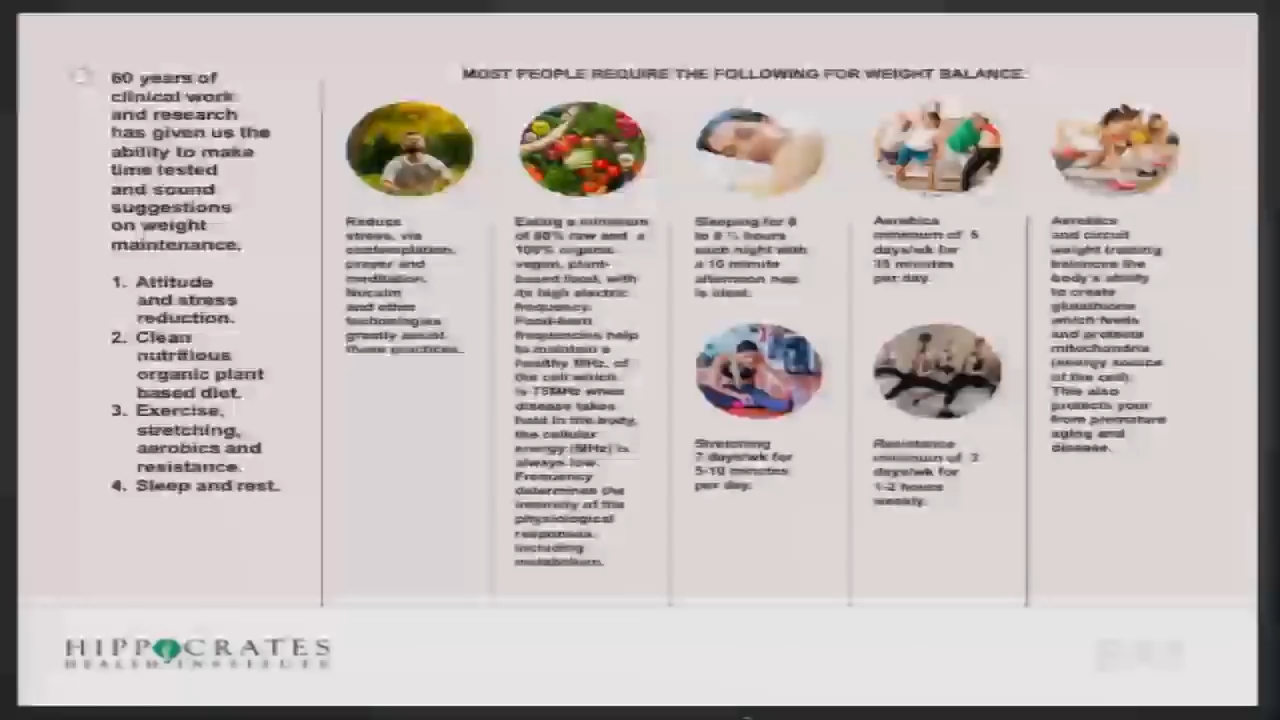 60 years of
clinical work
and research
has given us the
ability to make
time tested
and sound
suggestions
on weight
maintenance.
1. Attitude
and stress
reduction.
2. Clean
nutritious
organic plant
based diet.
3. Exercise,
stretching,
aerobics and
resistance.
4. Sleep and rest.
MOST PEOPLE REQUIRE THE FOLLOWING FOR WEIGHT BALANCE
Reduce
stress, via
contemplation,
prayer and
meditation.
Nucalm
and other
technologies
greatly assist
these practices.
Eating a minimum
of 80% raw and a
100% organic
vegan, plant-
based food, with
its high electric
frequency.
Food-born
frequencies help
to maintain a
healthy MHz, of
the cell which
is 75MHz when
disease takes
hold in the body,
the cellular
energy (MHz) is
always low.
Frequency
determines the
intensity of the
physiological
responses
including
metabolism.
Sleeping for 8
to 8 ½ hours
each night with
a 10 minute
afternoon nap
is ideal.
Stretching
7 days/wk for
5-10 minutes
per day.
Aerobics
minimum of 5
days/wk for
35 minutes
per day.
Resistance
minimum of 3
days/wk for
1-2 hours
weekly.
Aerobics
and circuit
weight training
balances the
body's ability
to create
glutathione
which feeds
and protects
mitochondria
(energy source
of the cell).
This also
protects your
from premature
aging and
disease.
HIPPOCRATES
HEALTH INSTITUTE